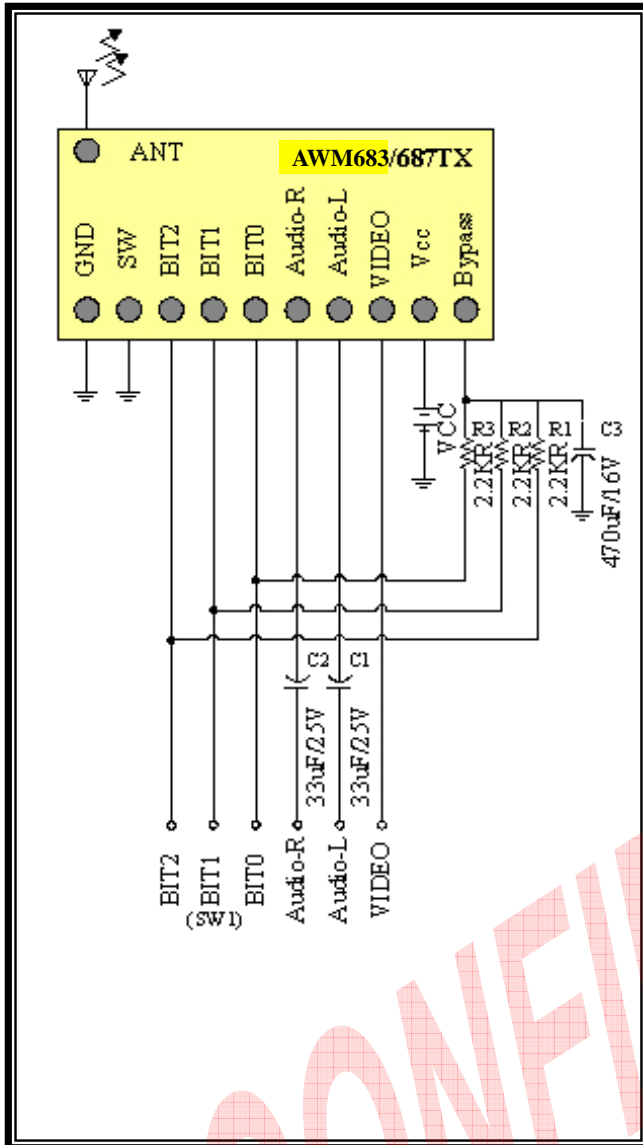 ANT
AWM683/687TX
GND
SW
BIT2
BIT1
BIT0
Audio-R
Audio-L
VIDEO
Vcc
Bypass
VCC
R3
2.2KR
R2
2.2KR
R1
2.2KR
C3
470uF/16V
C2
33uF/25V
C1
33uF/25V
BIT2
BIT1
(SW1)
BIT0
Audio-R
Audio-L
VIDEO
CONFI